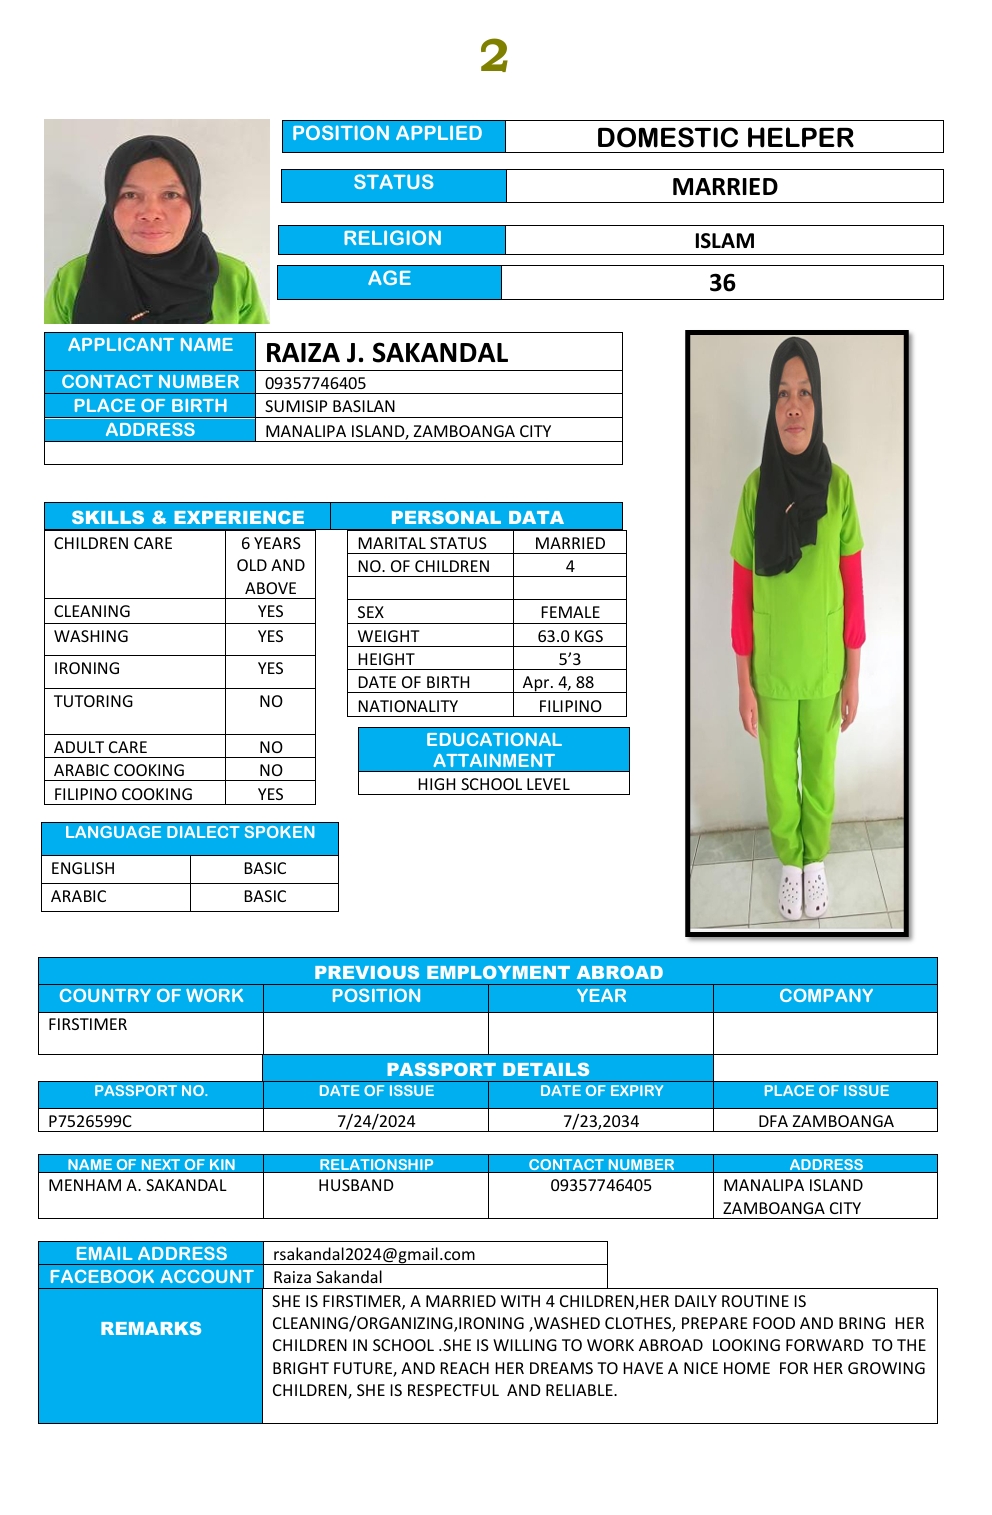 2
POSITION APPLIED DOMESTIC HELPER
STATUS MARRIED
RELIGION ISLAM
AGE 36
APPLICANT NAME RAIZA J. SAKANDAL
CONTACT NUMBER 09357746405
PLACE OF BIRTH SUMISIP BASILAN
ADDRESS MANALIPA ISLAND, ZAMBOANGA CITY
SKILLS & EXPERIENCE
CHILDREN CARE 6 YEARS
OLD AND
ABOVE
CLEANING YES
WASHING YES
IRONING YES
TUTORING NO
ADULT CARE NO
ARABIC COOKING NO
FILIPINO COOKING YES
PERSONAL DATA
MARITAL STATUS MARRIED
NO. OF CHILDREN 4
SEX FEMALE
WEIGHT 63.0 KGS
HEIGHT 5’3
DATE OF BIRTH Apr. 4, 88
NATIONALITY FILIPINO
EDUCATIONAL
ATTAINMENT
HIGH SCHOOL LEVEL
LANGUAGE DIALECT SPOKEN
ENGLISH BASIC
ARABIC BASIC
PREVIOUS EMPLOYMENT ABROAD
COUNTRY OF WORK POSITION YEAR COMPANY
FIRSTIMER
PASSPORT DETAILS
PASSPORT NO. DATE OF ISSUE DATE OF EXPIRY PLACE OF ISSUE
P7526599C 7/24/2024 7/23,2034 DFA ZAMBOANGA
NAME OF NEXT OF KIN RELATIONSHIP CONTACT NUMBER ADDRESS
MENHAM A. SAKANDAL HUSBAND 09357746405 MANALIPA ISLAND
ZAMBOANGA CITY
EMAIL ADDRESS rsakandal2024@gmail.com
FACEBOOK ACCOUNT Raiza Sakandal
REMARKS
SHE IS FIRSTIMER, A MARRIED WITH 4 CHILDREN,HER DAILY ROUTINE IS
CLEANING/ORGANIZING,IRONING ,WASHED CLOTHES, PREPARE FOOD AND BRING HER
CHILDREN IN SCHOOL .SHE IS WILLING TO WORK ABROAD LOOKING FORWARD TO THE
BRIGHT FUTURE, AND REACH HER DREAMS TO HAVE A NICE HOME FOR HER GROWING
CHILDREN, SHE IS RESPECTFUL AND RELIABLE.